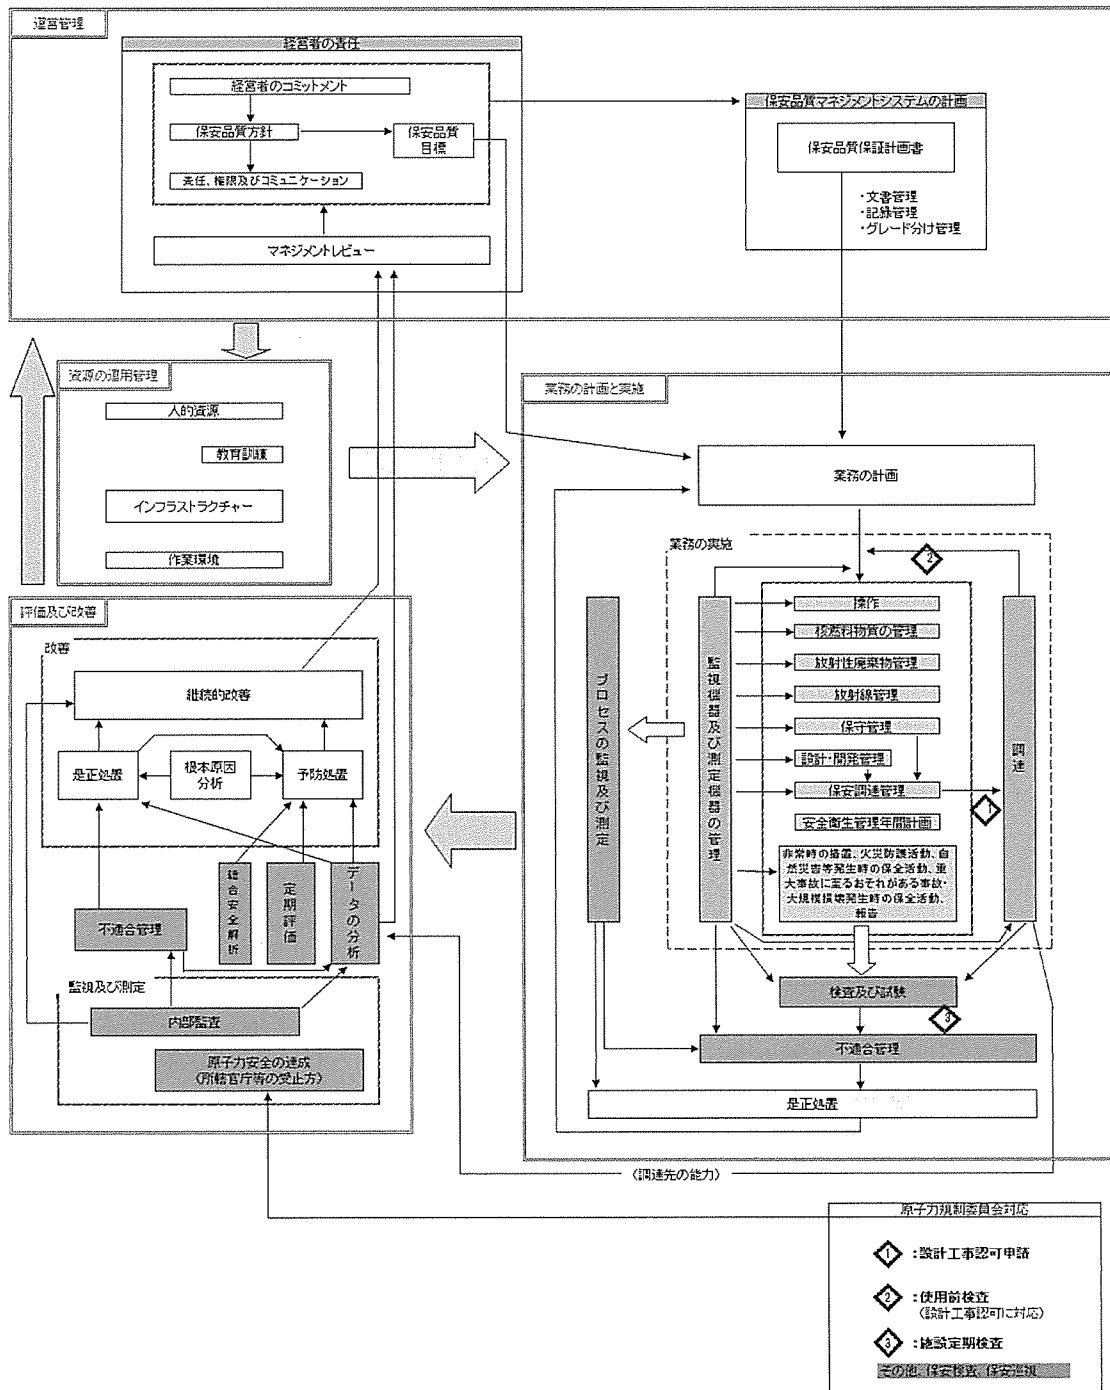 運営管理
経営者の責任
経営者のコミットメント
保安品質方針
保安品質
目標
責任、権限及びコミュニケーション
マネジメントレビュー
保安品質マネジメントシステムの計画
保安品質保証計画書
・文書管理
・記録管理
・グレード分け管理
資源の運用管理
人的資源
教育訓練
インフラストラクチャー
作業環境
業務の計画と実施
業務の計画
業務の実施
2
操作
核燃料物質の管理
放射性廃棄物管理
放射線管理
保守管理
設計・開発管理
保安調達管理
安全衛生管理年間計画
非常時の措置、火災防護活動、自
然災害等発生時の保全活動、重
大事故に至るおそれがある事故・
大規模損壊発生時の保全活動、
報告
プロセスの監視及び測定
監視機器及び測定機器の管理
調達
1
検査及び試験
3
不適合管理
是正処置
評価及び改善
改善
継続的改善
是正処置
根本原因
分析
予防処置
総合安全解析
定期評価
データの分析
不適合管理
監視及び測定
内部監査
原子力安全の達成
(所轄官庁等の受止方)
(調達先の能力)
原子力規制委員会対応
1 :設計工事認可申請
2 :使用前検査
(設計工事認可に対応)
3 :施設定期検査
その他、保安検査、保安巡視